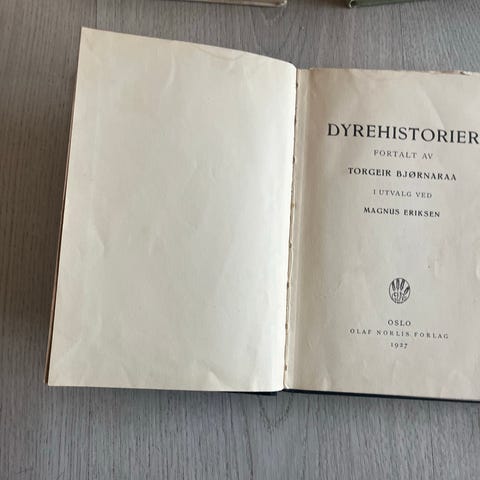 DYREHISTORIER
FORTALT AV
TORGEIR BJØRNARAA
I UTVALG VED
MAGNUS ERIKSEN
OSLO
OLAF NORLIS FORLAG
1927